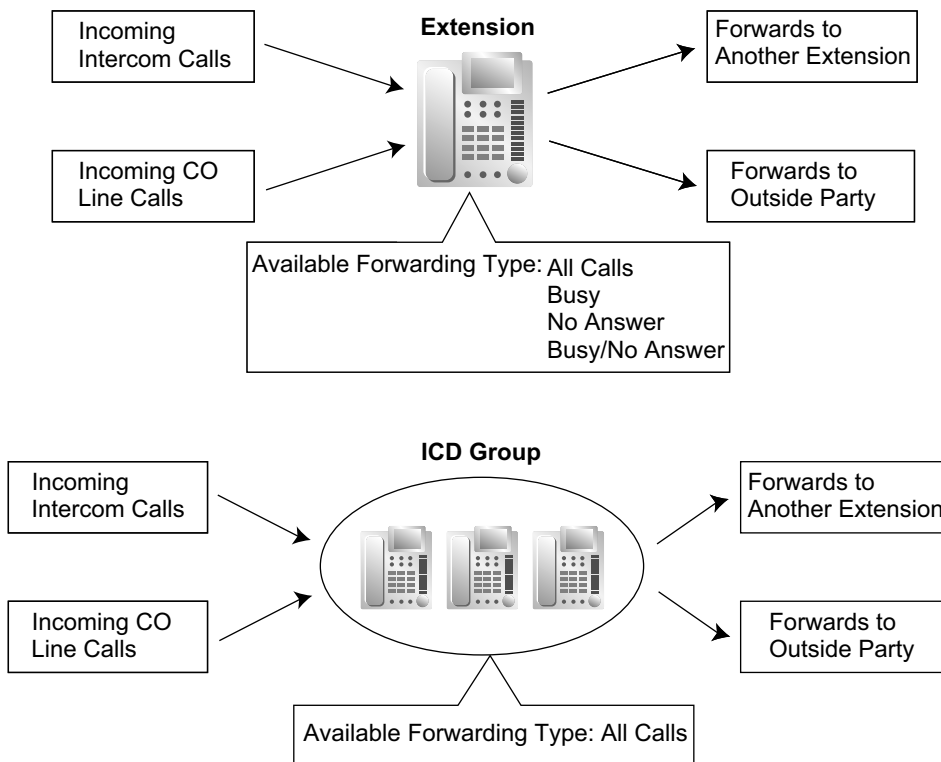 Incoming
Intercom Calls
Extension
Forwards to
Another Extension
Incoming CO
Line Calls
Forwards to
Outside Party
Available Forwarding Type: All Calls
Busy
No Answer
Busy/No Answer
ICD Group
Incoming
Intercom Calls
Forwards to
Another Extension
Incoming CO
Line Calls
Forwards to
Outside Party
Available Forwarding Type: All Calls